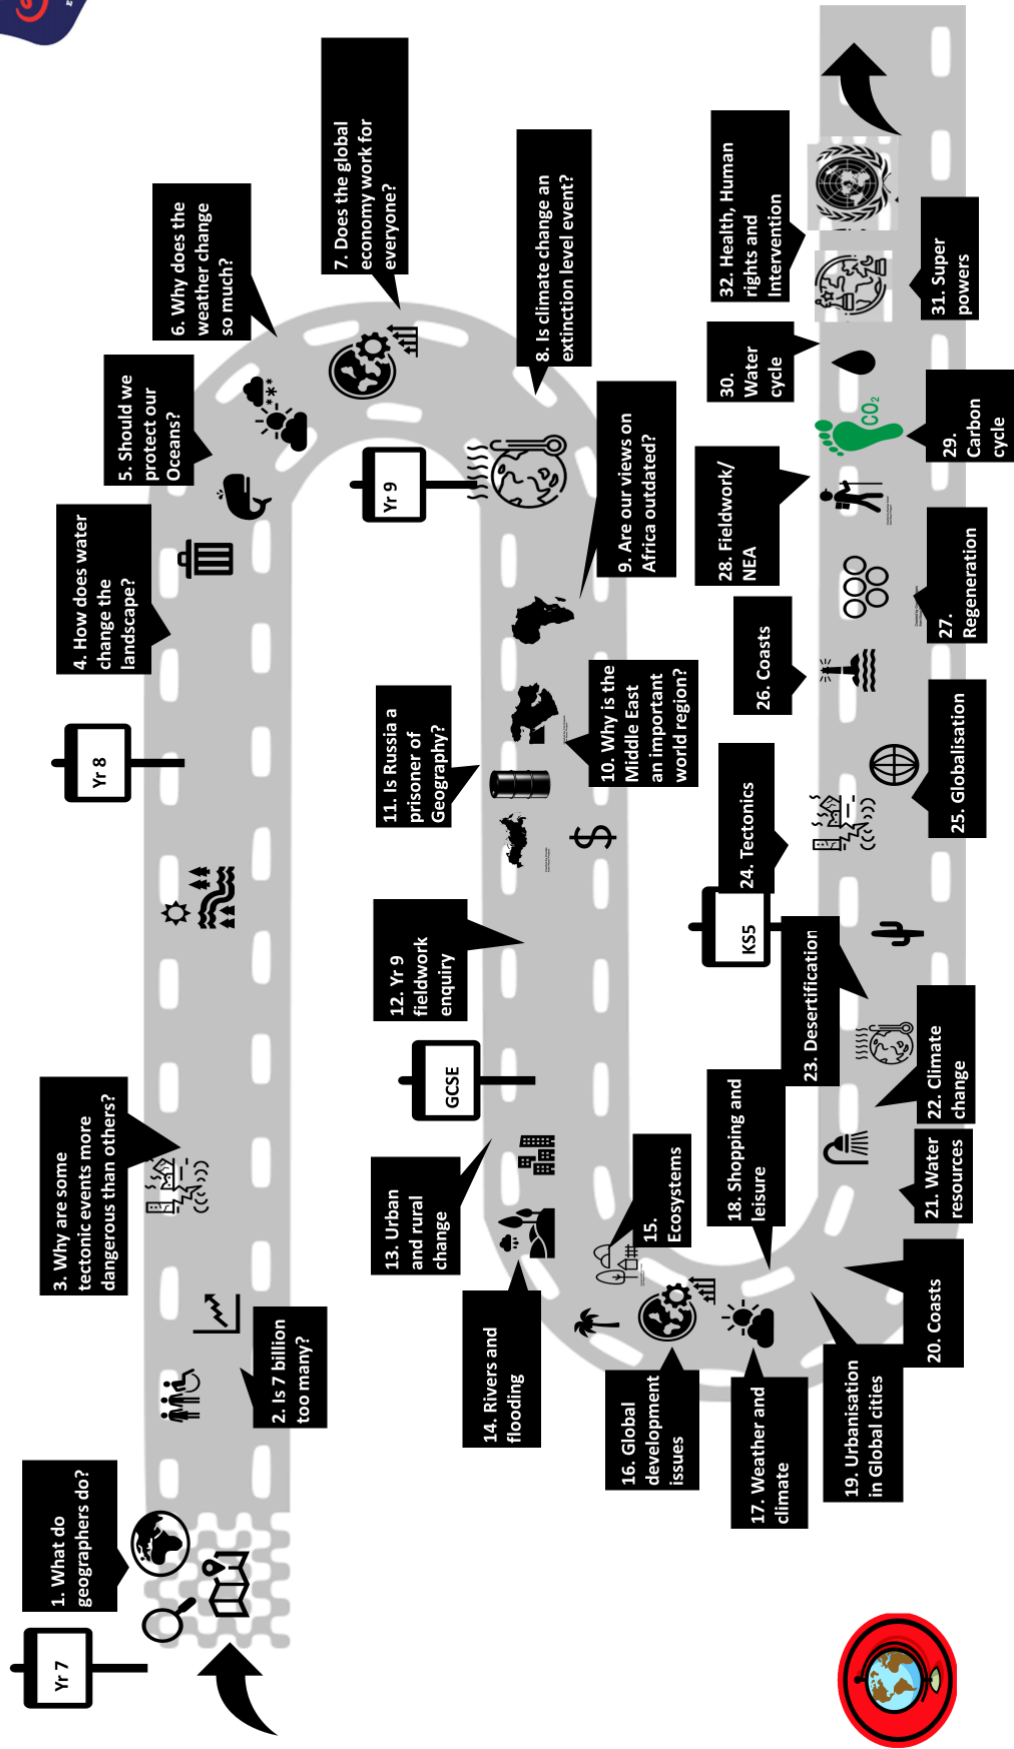 Yr 7
1. What do
geographers do?
2. Is 7 billion
too many?
3. Why are some
tectonic events more
dangerous than others?
Yr 8
4. How does water
change the
landscape?
5. Should we
protect our
Oceans?
6. Why does the
weather change
so much?
7. Does the global
economy work for
everyone?
Yr 9
8. Is climate change an
extinction level event?
9. Are our views on
Africa outdated?
10. Why is the
Middle East
an important
world region?
11. Is Russia a
prisoner of
Geography?
12. Yr 9
fieldwork
enquiry
GCSE
13. Urban
and rural
change
14. Rivers and
flooding
15.
Ecosystems
16. Global
development
issues
17. Weather and
climate
18. Shopping and
leisure
19. Urbanisation
in Global cities
20. Coasts
21. Water
resources
22. Climate
change
23. Desertification
KS5
24. Tectonics
25. Globalisation
26. Coasts
27.
Regeneration
28. Fieldwork/
NEA
29.
Carbon
cycle
CO2
30.
Water
cycle
31. Super
powers
32. Health, Human
rights and
Intervention